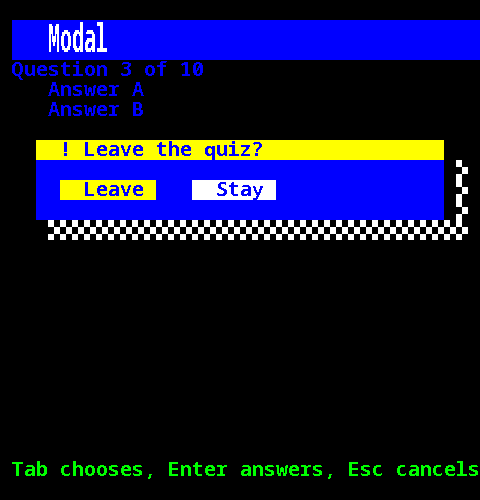 Modal
Question 3 of 10
Answer A
Answer B
! Leave the quiz?
Leave Stay
Tab chooses, Enter answers, Esc cancels